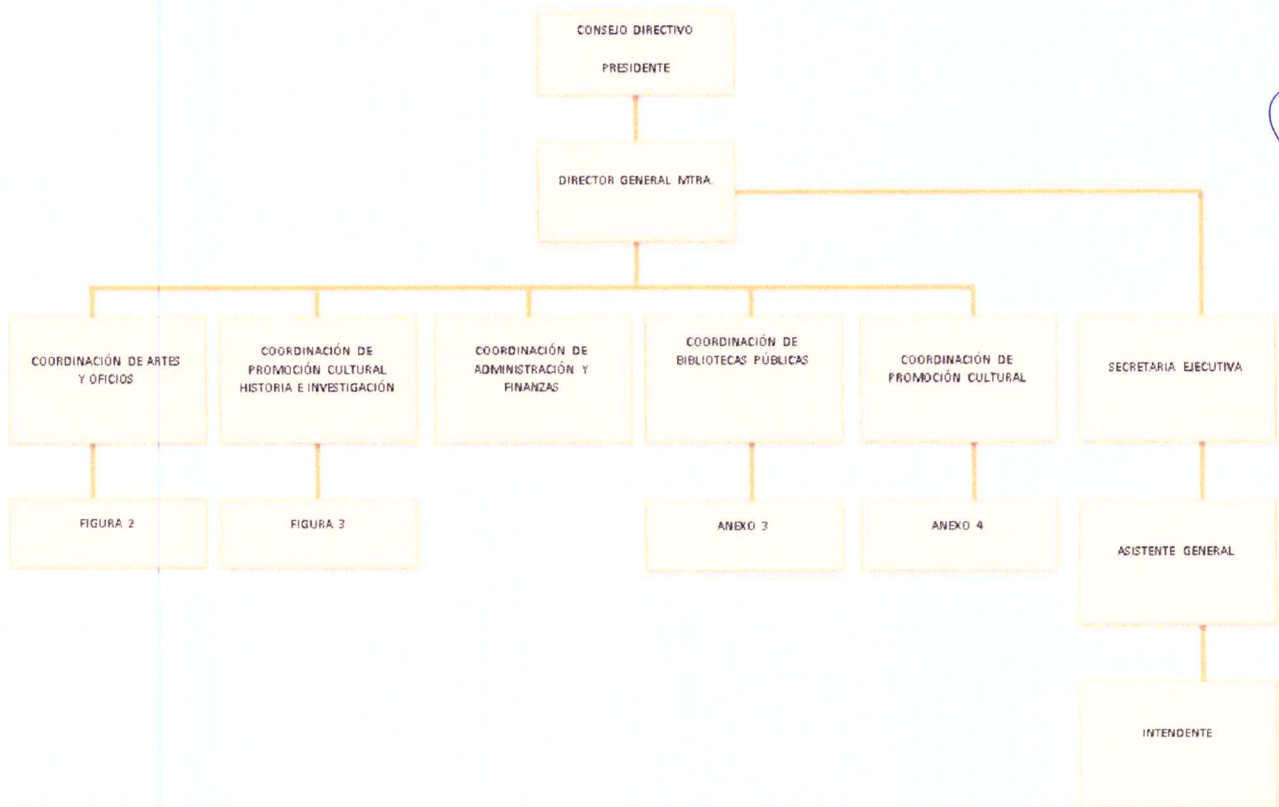 CONSEJO DIRECTIVO
PRESIDENTE
DIRECTOR GENERAL MTRA.
COORDINACIÓN DE ARTES
Y OFICIOS
COORDINACIÓN DE
PROMOCIÓN CULTURAL
HISTORIA E INVESTIGACIÓN
COORDINACIÓN DE
ADMINISTRACIÓN Y
FINANZAS
COORDINACIÓN DE
BIBLIOTECAS PÚBLICAS
COORDINACIÓN DE
PROMOCIÓN CULTURAL
SECRETARIA EJECUTIVA
FIGURA 2
FIGURA 3
ANEXO 3
ANEXO 4
ASISTENTE GENERAL
INTENDENTE